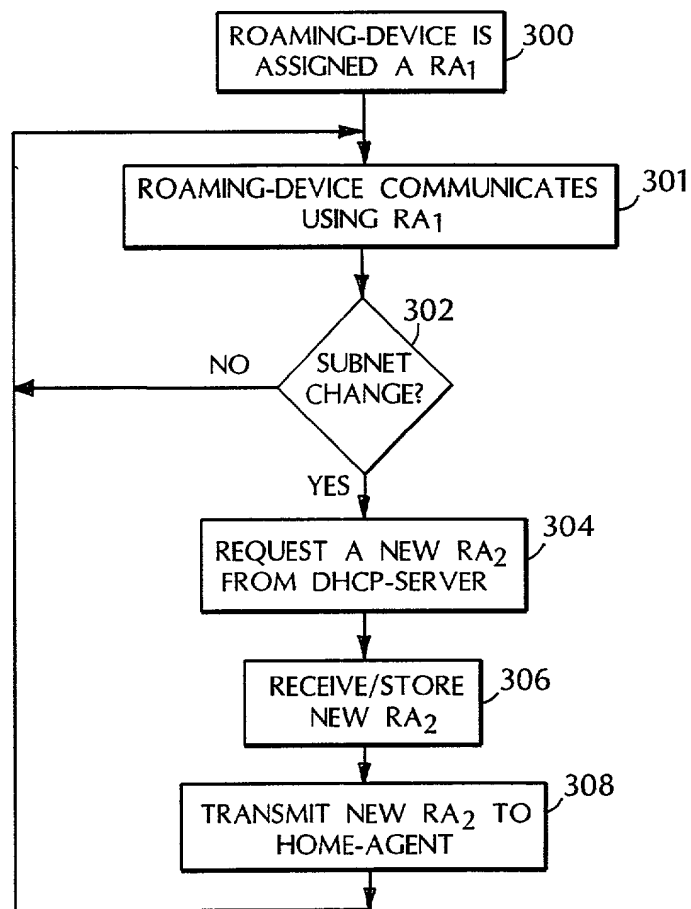 ROAMING-DEVICE IS
ASSIGNED A RA1
300
ROAMING-DEVICE COMMUNICATES
USING RA1
301
302
SUBNET
CHANGE?
NO
YES
REQUEST A NEW RA2
FROM DHCP-SERVER
304
RECEIVE/STORE
NEW RA2
306
TRANSMIT NEW RA2 TO
HOME-AGENT
308